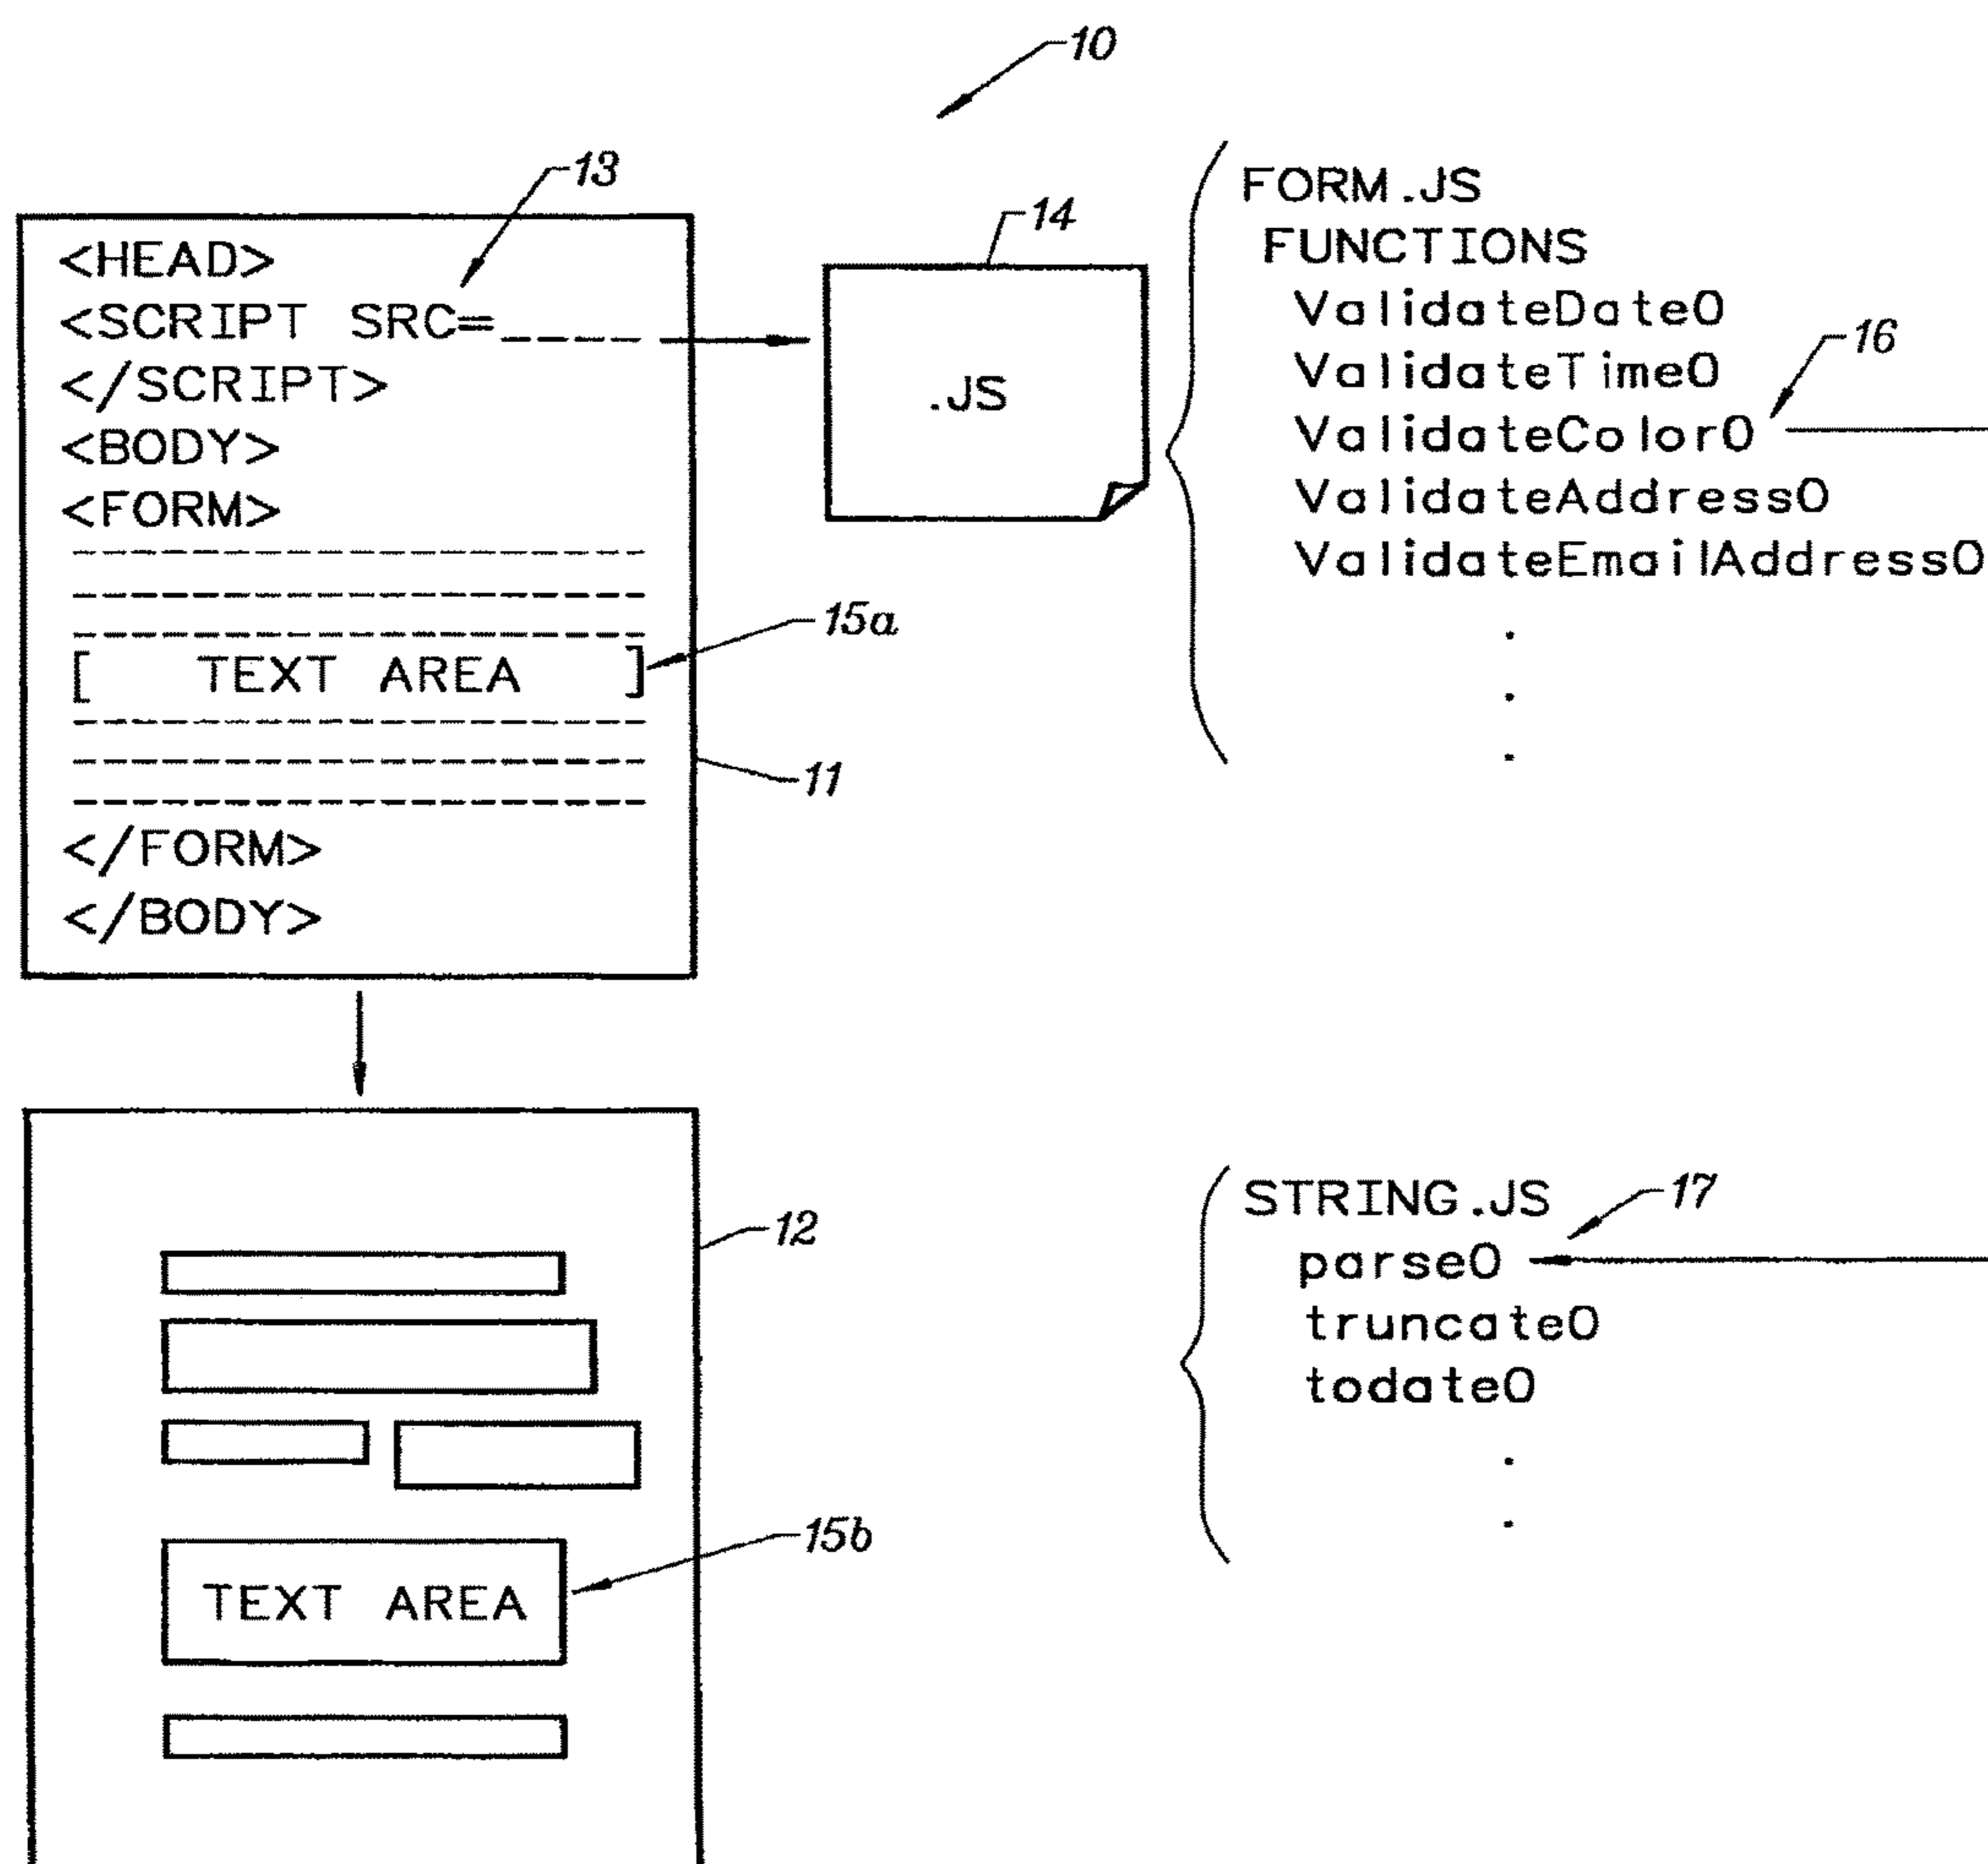 10
13
<HEAD>
<SCRIPT SRC=_____
</SCRIPT>
<BODY>
<FORM>
[ TEXT AREA ]
15a
11
</FORM>
</BODY>
14
.JS
FORM.JS
FUNCTIONS
ValidateDate()
ValidateTime()
16
ValidateColor()
ValidateAddress()
ValidateEmailAddress()
.
.
.
12
TEXT AREA
15b
STRING.JS
17
parse()
truncate()
todate()
.
.